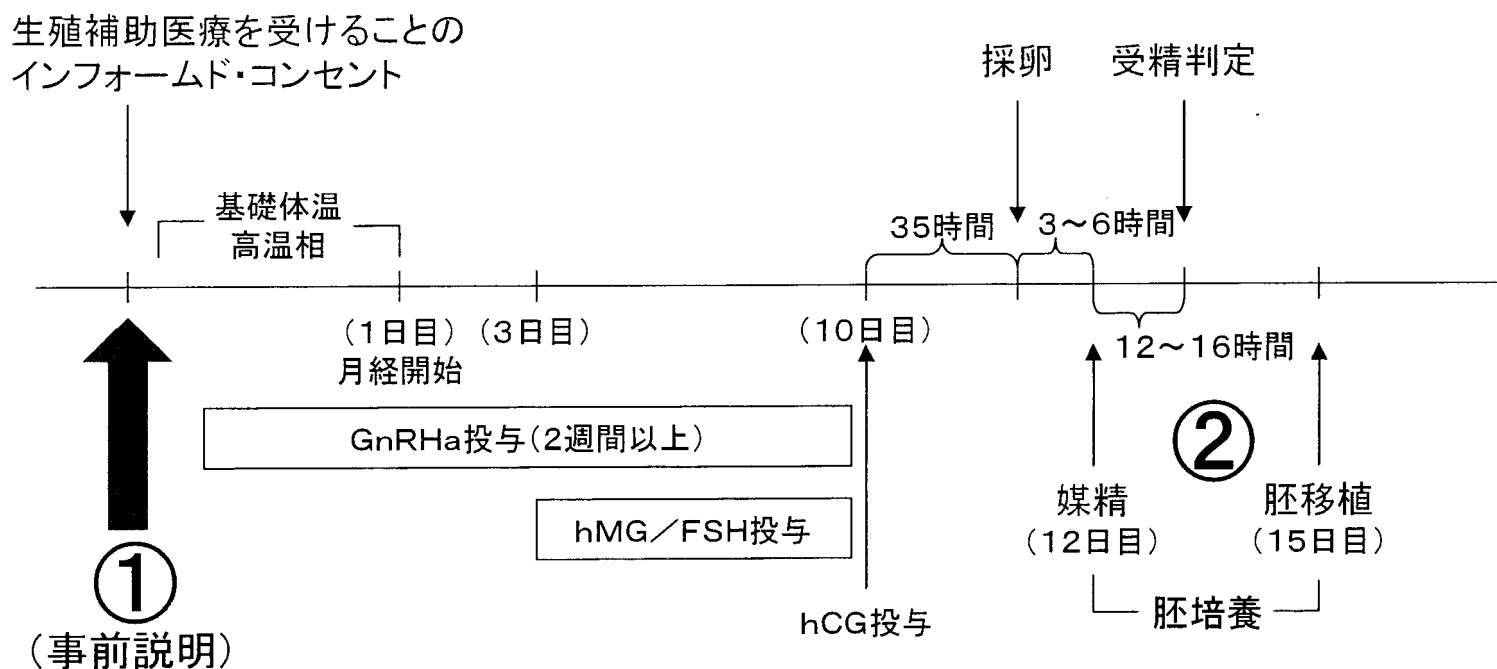 生殖補助医療を受けることの
インフォームド・コンセント
採卵
受精判定
基礎体温
高温相
35時間
3~6時間
(1日目)
月経開始
(3日目)
(10日目)
12~16時間
GnRHa投与(2週間以上)
hMG/FSH投与
hCG投与
①
(事前説明)
②
媒精
(12日目)
胚移植
(15日目)
胚培養